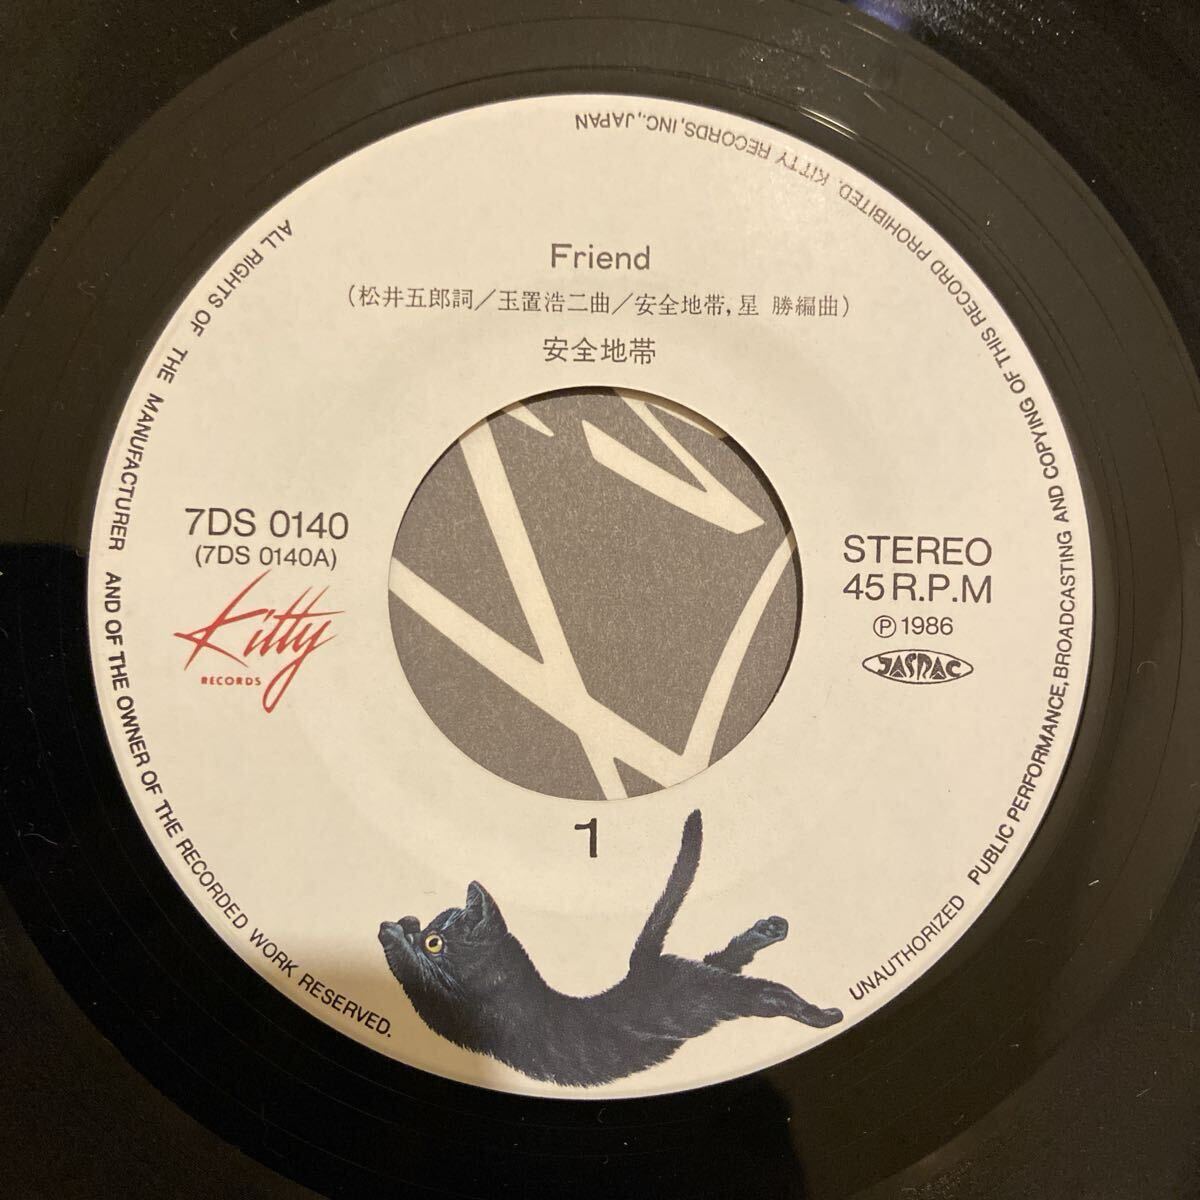 Friend
(松井五郎詞/玉置浩二曲/安全地帯,星 勝編曲)
安全地帯
7DS 0140
(7DS 0140A)
Kitty
RECORDS
STEREO
45 R.P.M
Ⓟ 1986
JASRAC
1
ALL RIGHTS OF THE MANUFACTURER AND OF THE OWNER OF THE RECORDED WORK RESERVED.
UNAUTHORIZED PUBLIC PERFORMANCE, BROADCASTING AND COPYING OF THIS RECORD PROHIBITED. KITTY RECORDS, INC., JAPAN